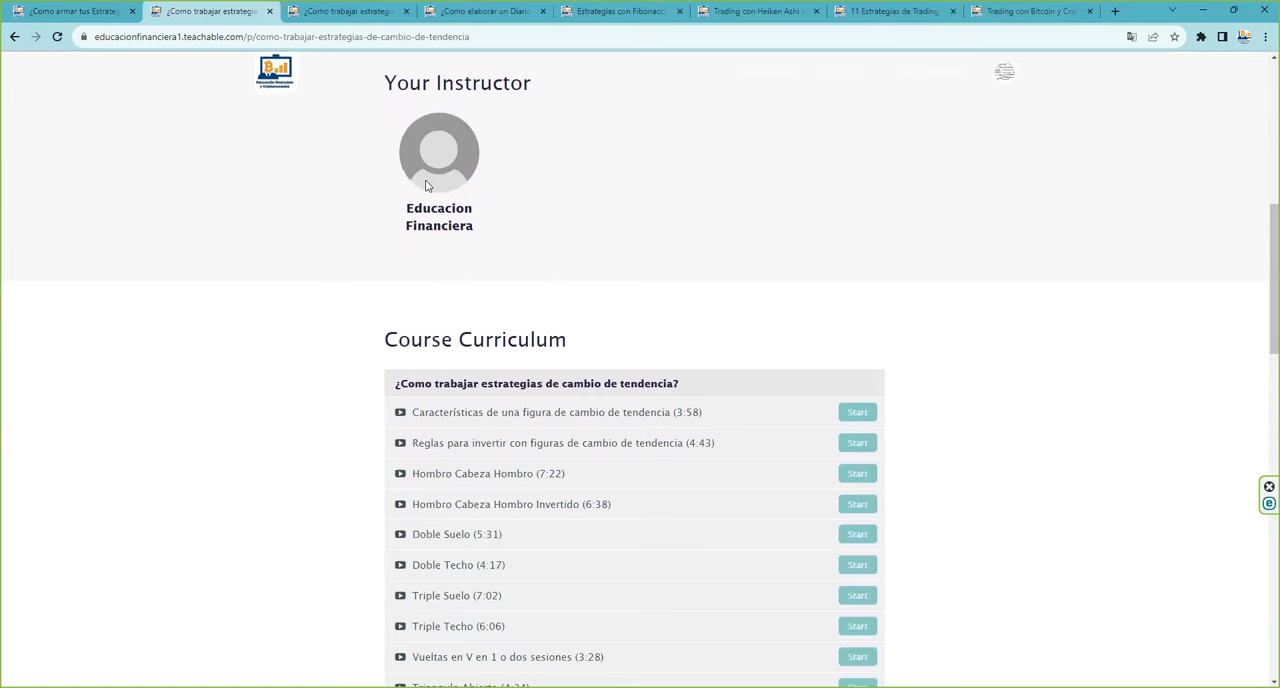 ¿Como armar tus Estrate
¿Como trabajar estrategi
¿Como trabajar estrategi
¿Como elaborar un Diario
Estrategias con Fibonacc
Trading con Heiken Ashi
11 Estrategias de Trading
Trading con Bitcoin y Crip
educacionfinanciera1.teachable.com/p/como-trabajar-estrategias-de-cambio-de-tendencia
Your Instructor
Educacion
Financiera
Course Curriculum
¿Como trabajar estrategias de cambio de tendencia?
Características de una figura de cambio de tendencia (3:58)
Start
Reglas para invertir con figuras de cambio de tendencia (4:43)
Start
Hombro Cabeza Hombro (7:22)
Start
Hombro Cabeza Hombro Invertido (6:38)
Start
Doble Suelo (5:31)
Start
Doble Techo (4:17)
Start
Triple Suelo (7:02)
Start
Triple Techo (6:06)
Start
Vueltas en V en 1 o dos sesiones (3:28)
Start